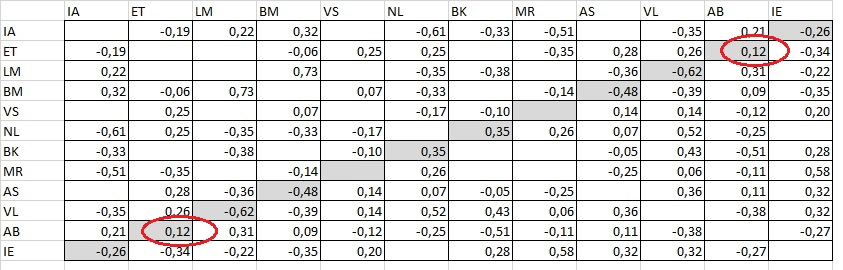 IA ET LM BM VS NL BK MR AS VL AB IE
IA -0,19 0,22 0,32 -0,61 -0,33 -0,51 -0,35 0,21 -0,26
ET -0,19 -0,06 0,25 0,25 -0,35 0,28 0,26 0,12 -0,34
LM 0,22 0,73 -0,35 -0,38 -0,36 -0,62 0,31 -0,22
BM 0,32 -0,06 0,73 0,07 -0,33 -0,14 -0,48 -0,39 0,09 -0,35
VS 0,25 0,07 -0,17 -0,10 0,14 0,14 -0,12 0,20
NL -0,61 0,25 -0,35 -0,33 -0,17 0,35 0,26 0,07 0,52 -0,25
BK -0,33 -0,38 -0,10 0,35 -0,05 0,43 -0,51 0,28
MR -0,51 -0,35 -0,14 0,26 -0,25 0,06 -0,11 0,58
AS 0,28 -0,36 -0,48 0,14 0,07 -0,05 -0,25 0,36 0,11 0,32
VL -0,35 0,26 -0,62 -0,39 0,14 0,52 0,43 0,06 0,36 -0,38 0,32
AB 0,21 0,12 0,31 0,09 -0,12 -0,25 -0,51 -0,11 0,11 -0,38 -0,27
IE -0,26 -0,34 -0,22 -0,35 0,20 0,28 0,58 0,32 0,32 -0,27